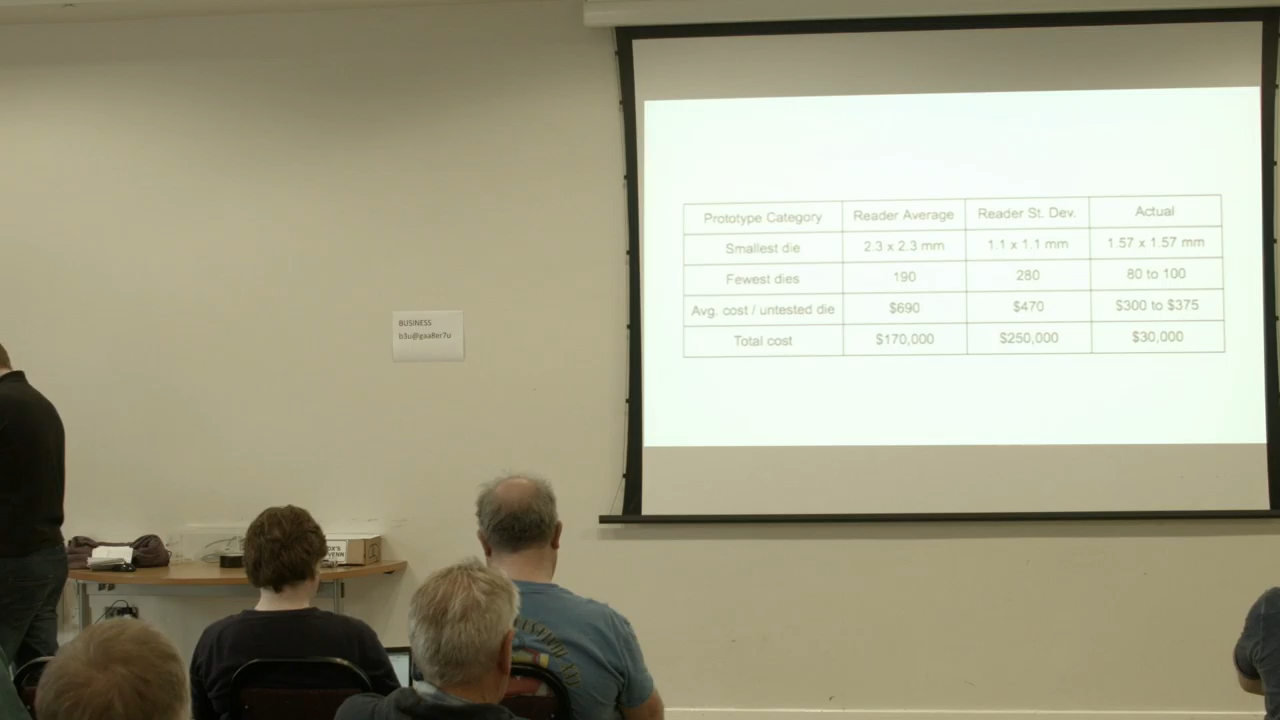 Prototype Category Reader Average Reader St. Dev. Actual
Smallest die 2.3 x 2.3 mm 1.1 x 1.1 mm 1.57 x 1.57 mm
Fewest dies 190 280 80 to 100
Avg. cost / untested die $690 $470 $300 to $375
Total cost $170,000 $250,000 $30,000
BUSINESS
b3u@gaa8er7u